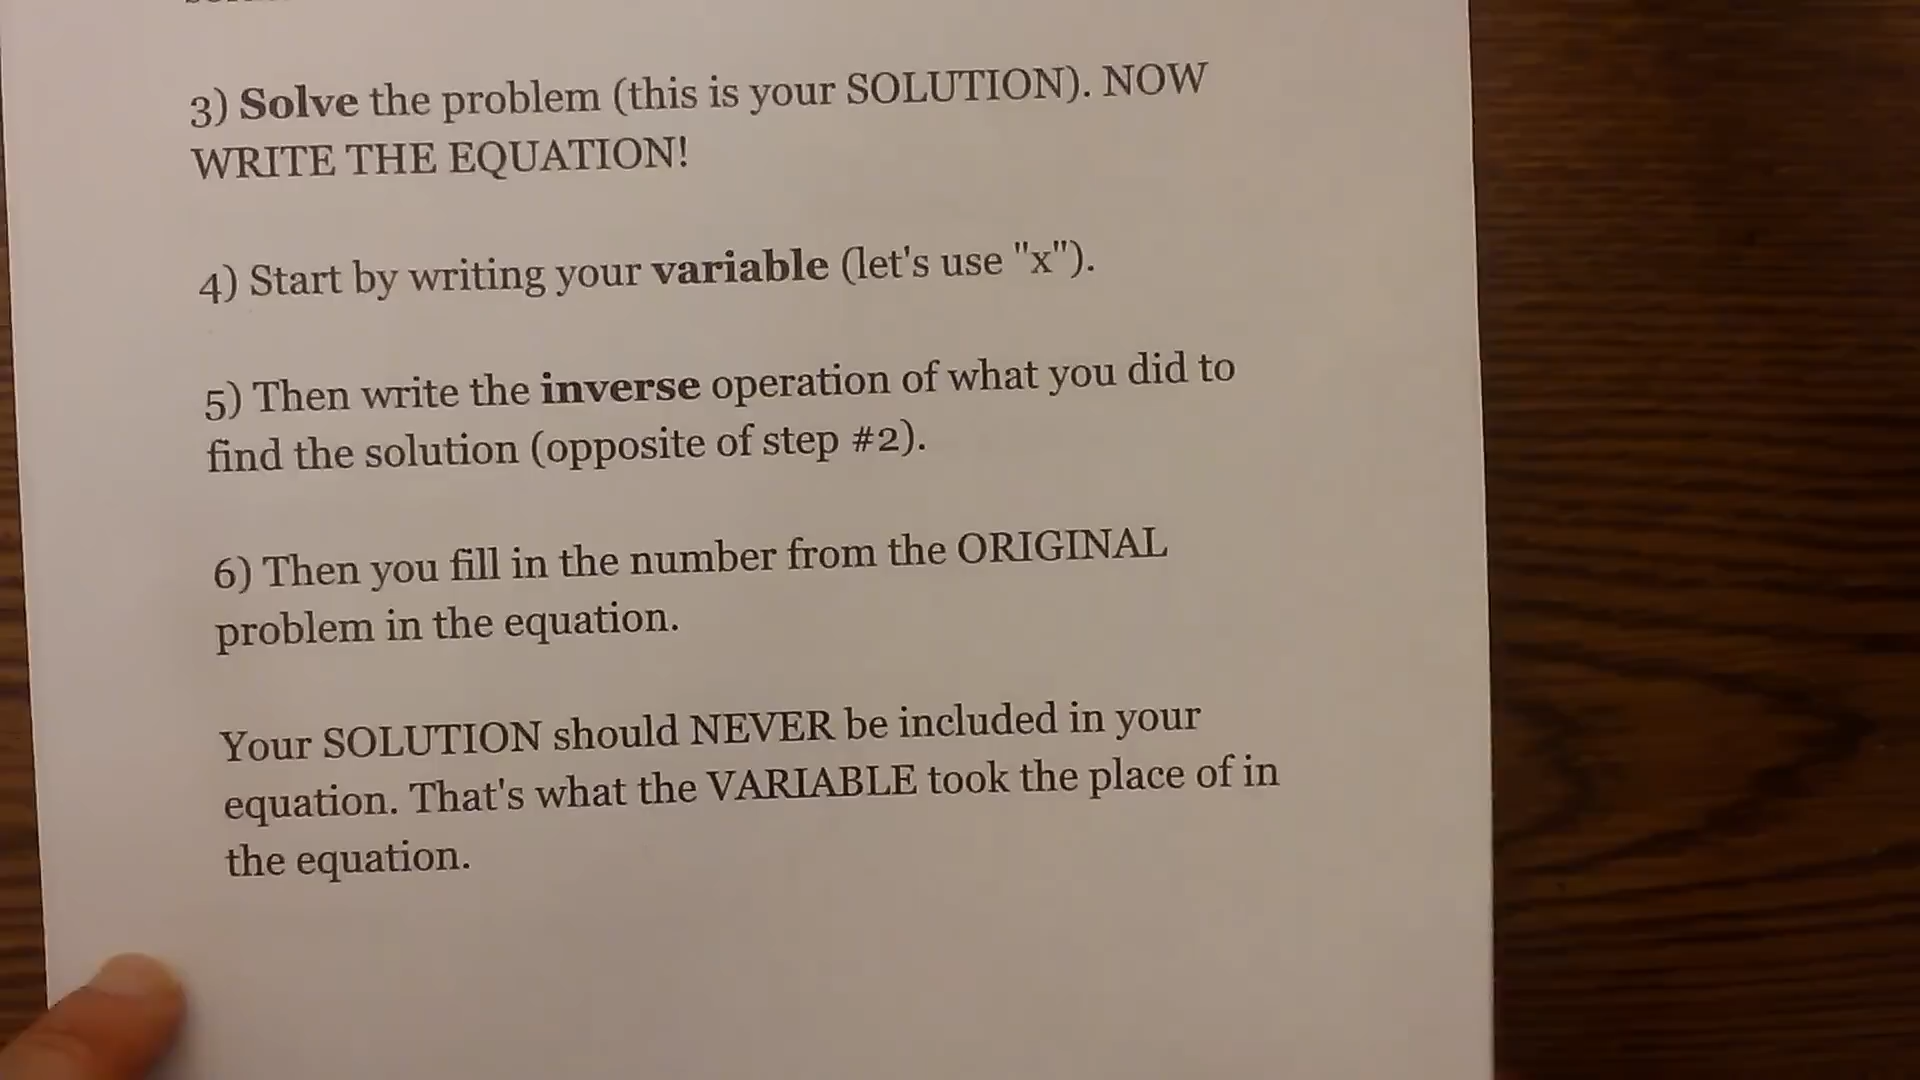 3) Solve the problem (this is your SOLUTION). NOW
WRITE THE EQUATION!
4) Start by writing your variable (let's use "x").
5) Then write the inverse operation of what you did to
find the solution (opposite of step #2).
6) Then you fill in the number from the ORIGINAL
problem in the equation.
Your SOLUTION should NEVER be included in your
equation. That's what the VARIABLE took the place of in
the equation.